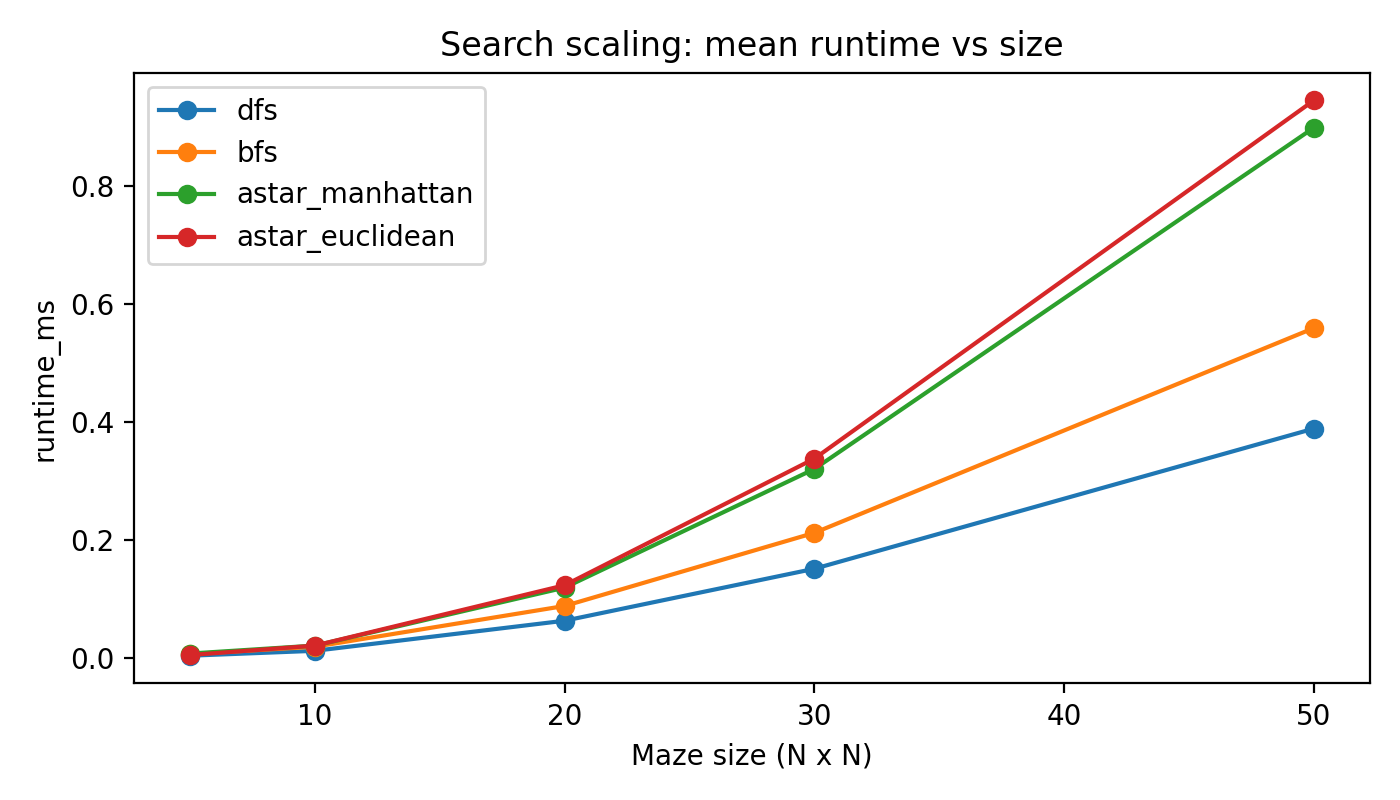 Search scaling: mean runtime vs size
dfs
bfs
astar_manhattan
astar_euclidean
runtime_ms
0.8
0.6
0.4
0.2
0.0
10 20 30 40 50
Maze size (N x N)